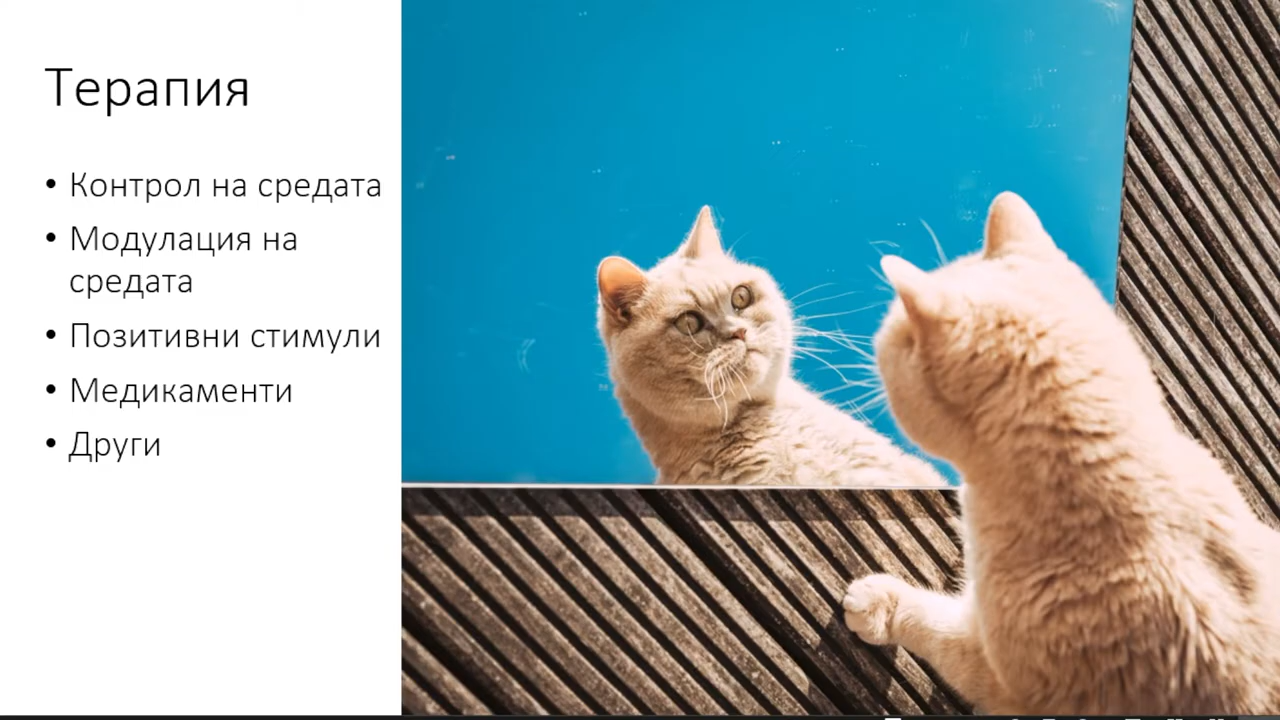 Терапия
• Контрол на средата
• Модулация на
средата
• Позитивни стимули
• Медикаменти
• Други